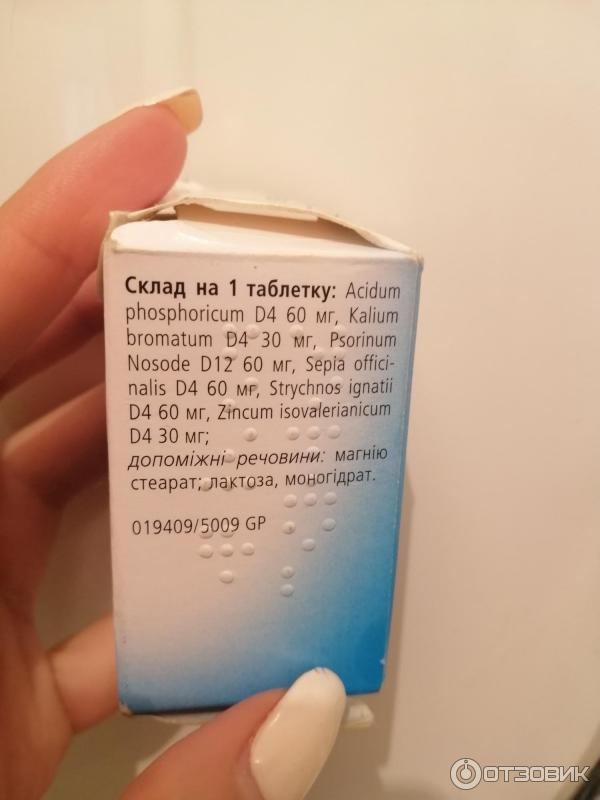 Склад на 1 таблетку: Acidum
phosphoricum D4 60 мг, Kalium
bromatum D4 30 мг, Psorinum
Nosode D12 60 мг, Sepia offici-
nalis D4 60 мг, Strychnos ignatii
D4 60 мг, Zincum isovalerianicum
D4 30 мг;
допоміжні речовини: магнію
стеарат; лактоза, моногідрат.
019409/5009 GP
ОТЗОВИК